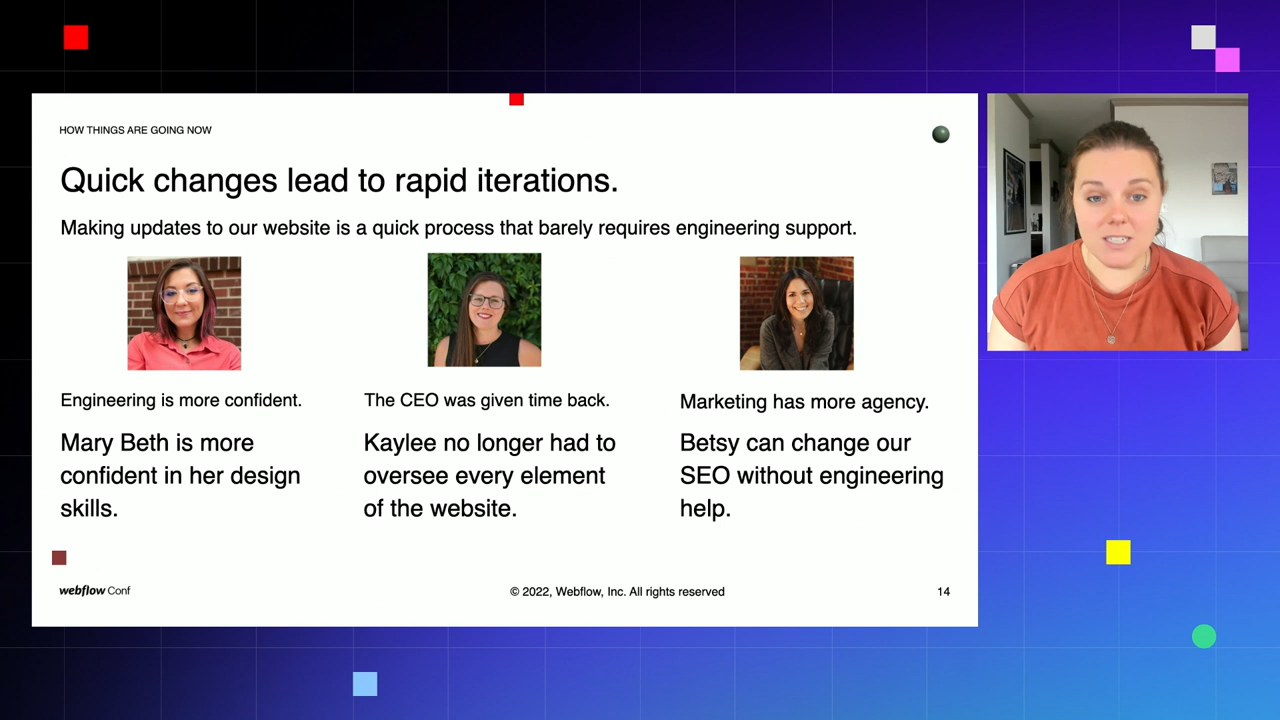 HOW THINGS ARE GOING NOW
Quick changes lead to rapid iterations.
Making updates to our website is a quick process that barely requires engineering support.
Engineering is more confident.
Mary Beth is more
confident in her design
skills.
The CEO was given time back.
Kaylee no longer had to
oversee every element
of the website.
Marketing has more agency.
Betsy can change our
SEO without engineering
help.
webflow Conf
© 2022, Webflow, Inc. All rights reserved
14